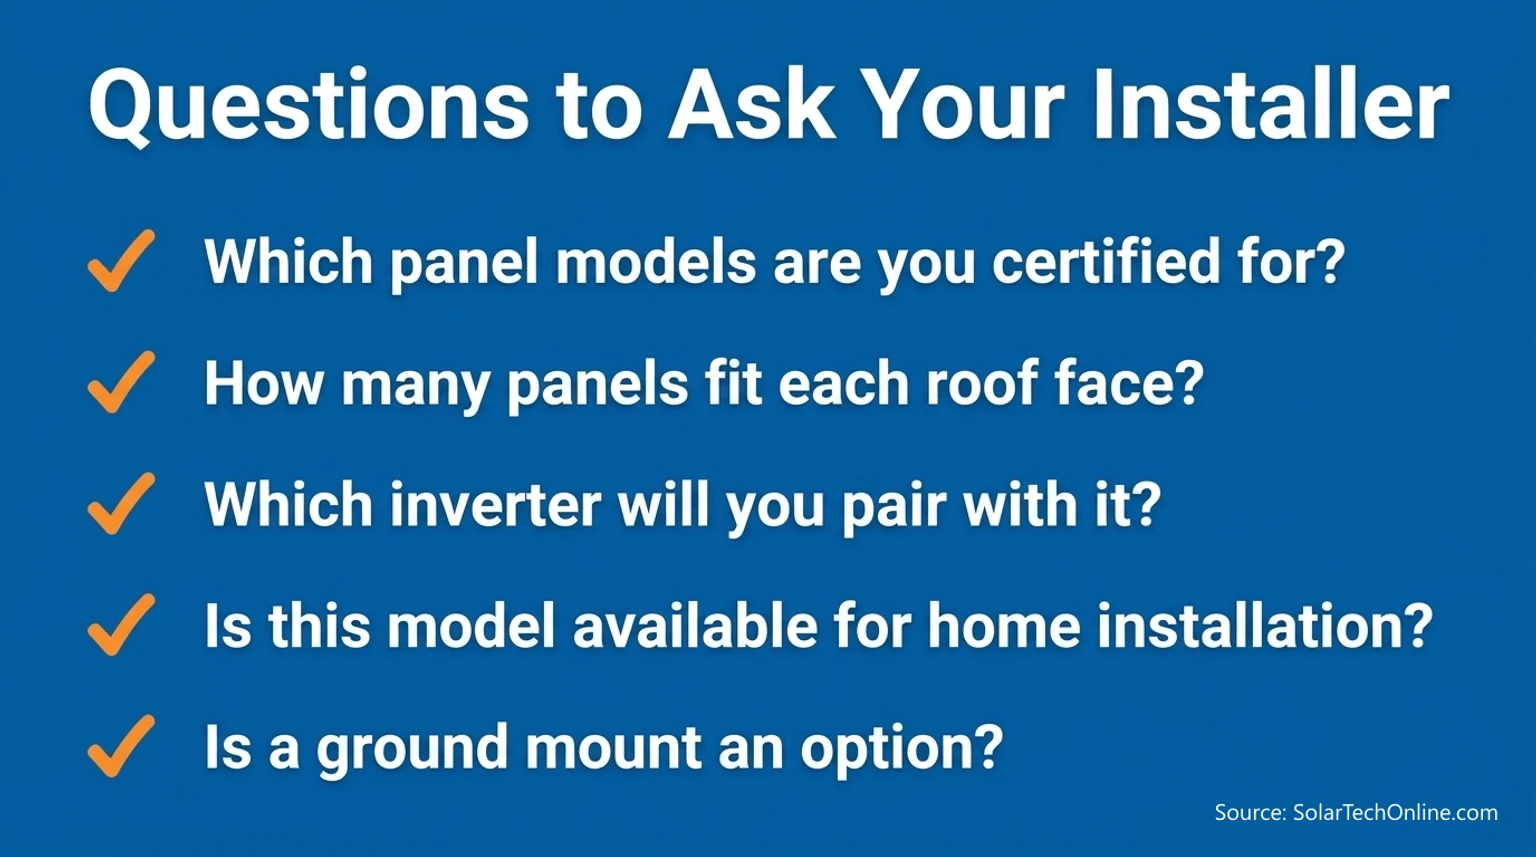 Questions to Ask Your Installer
Which panel models are you certified for?
How many panels fit each roof face?
Which inverter will you pair with it?
Is this model available for home installation?
Is a ground mount an option?
Source: SolarTechOnline.com